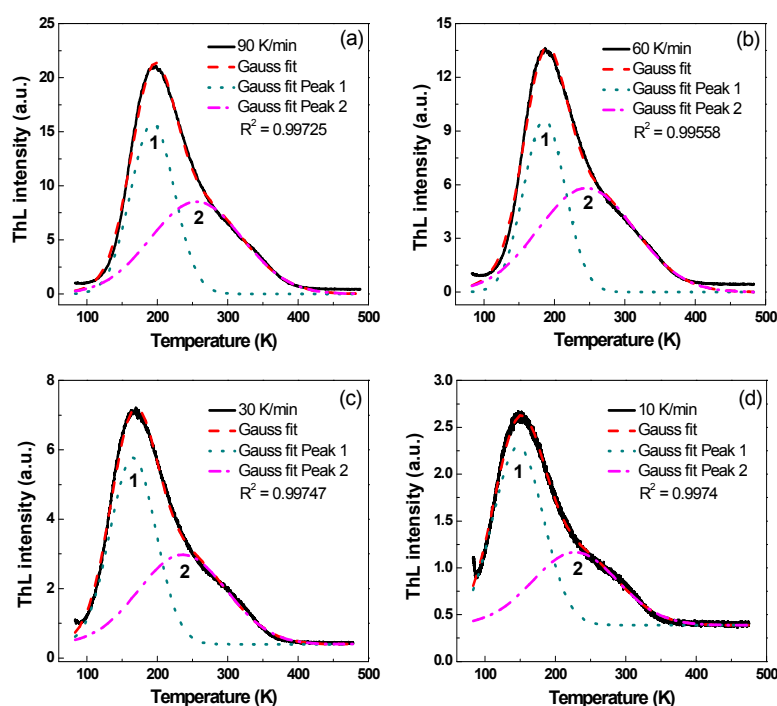 (a)
90 K/min
Gauss fit
Gauss fit Peak 1
Gauss fit Peak 2
R² = 0.99725
1
2
25
20
15
10
5
0
100 200 300 400 500
ThL intensity (a.u.)
Temperature (K)
(b)
60 K/min
Gauss fit
Gauss fit Peak 1
Gauss fit Peak 2
R² = 0.99558
1
2
15
12
9
6
3
0
100 200 300 400 500
ThL intensity (a.u.)
Temperature (K)
(c)
30 K/min
Gauss fit
Gauss fit Peak 1
Gauss fit Peak 2
R² = 0.99747
1
2
8
6
4
2
0
100 200 300 400 500
ThL intensity (a.u.)
Temperature (K)
(d)
10 K/min
Gauss fit
Gauss fit Peak 1
Gauss fit Peak 2
R² = 0.9974
1
2
3.0
2.5
2.0
1.5
1.0
0.5
0.0
100 200 300 400 500
ThL intensity (a.u.)
Temperature (K)